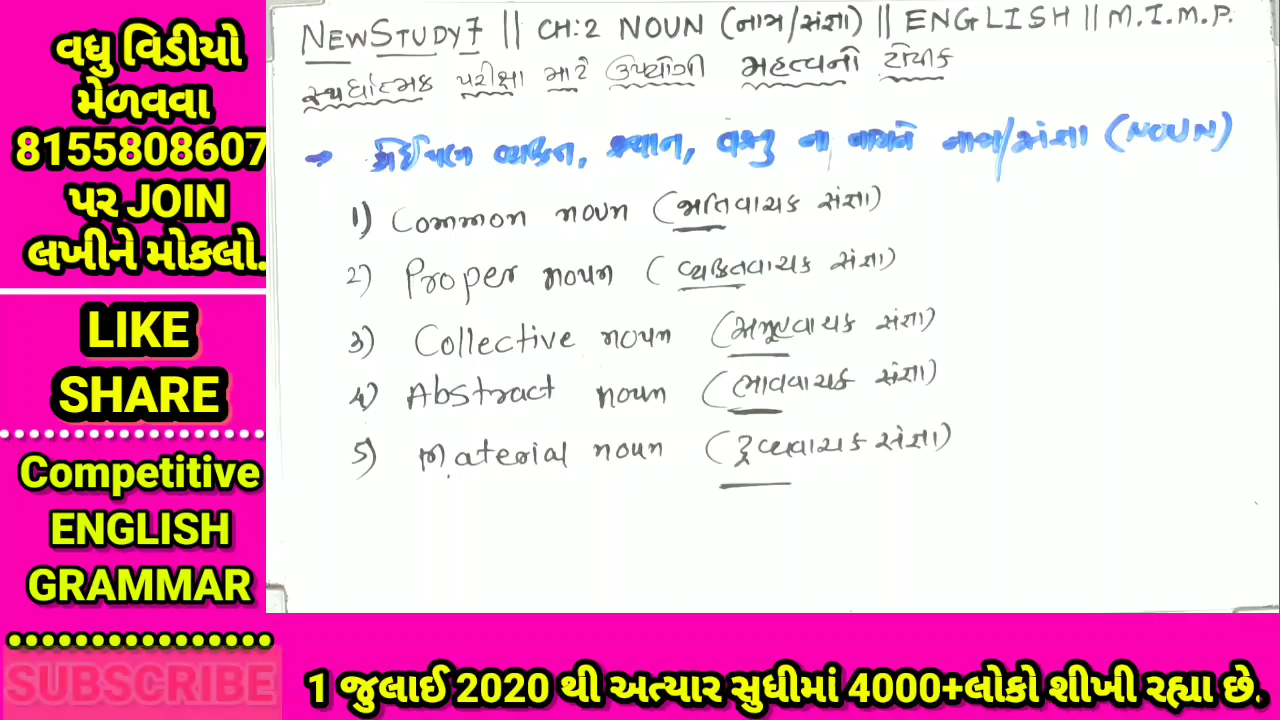 વધુ વિડીયો
મેળવવા
8155808607
પર JOIN
લખીને મોકલો.
LIKE
SHARE
Competitive
ENGLISH
GRAMMAR
SUBSCRIBE
NEWSTUDY7 || CH:2 NOUN (નામ/સંજ્ઞા) || ENGLISH || M.I.M.P.
સ્પર્ધાત્મક પરીક્ષા માટે ઉપયોગી મહત્વનો ટોપીક
→ કોઈપણ વ્યકિત, સ્થાન, વસ્તુ ના નામને નામ/સંજ્ઞા (NOUN)
1) Common noun (જાતિવાચક સંજ્ઞા)
2) Proper noun (વ્યકિતવાચક સંજ્ઞા)
3) Collective noun (સમૂહવાચક સંજ્ઞા)
4) Abstract noun (ભાવવાચક સંજ્ઞા)
5) Material noun (દ્રવ્યવાચક સંજ્ઞા)
1 જુલાઈ 2020 થી અત્યાર સુધીમાં 4000+લોકો શીખી રહ્યા છે.